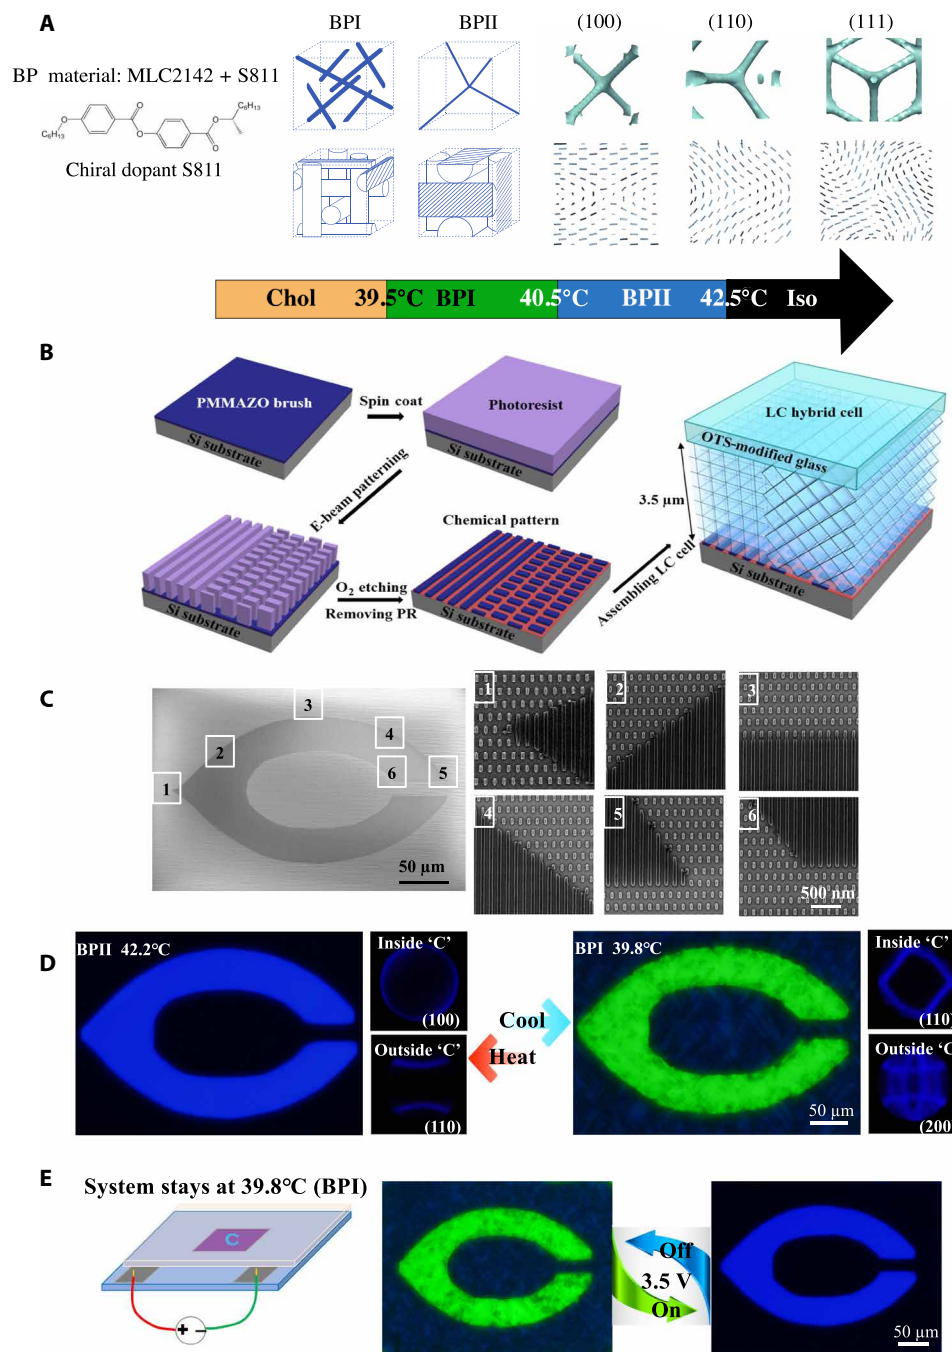 A
BPI
BPII
(100)
(110)
(111)
BP material: MLC2142 + S811
C₆H₁₃
O
O
O
O
O
C₆H₁₃
Chiral dopant S811
Chol 39.5°C BPI 40.5°C BPII 42.5°C Iso
B
PMMAZO brush
Si substrate
Spin coat
Photoresist
Si substrate
E-beam patterning
LC hybrid cell
OTS-modified glass
3.5 µm
Si substrate
Chemical pattern
Si substrate
O₂ etching
Removing PR
Si substrate
Assembling LC cell
C
1
2
3
4
5
6
50 µm
1
2
3
4
5
6
500 nm
D
BPII 42.2°C
Inside ‘C’
(100)
Outside ‘C’
(110)
Cool
Heat
BPI 39.8°C
50 µm
Inside ‘C’
(110)
Outside ‘C
(200)
E
System stays at 39.8°C (BPI)
C
+ −
Off
3.5 V
On
50 µm